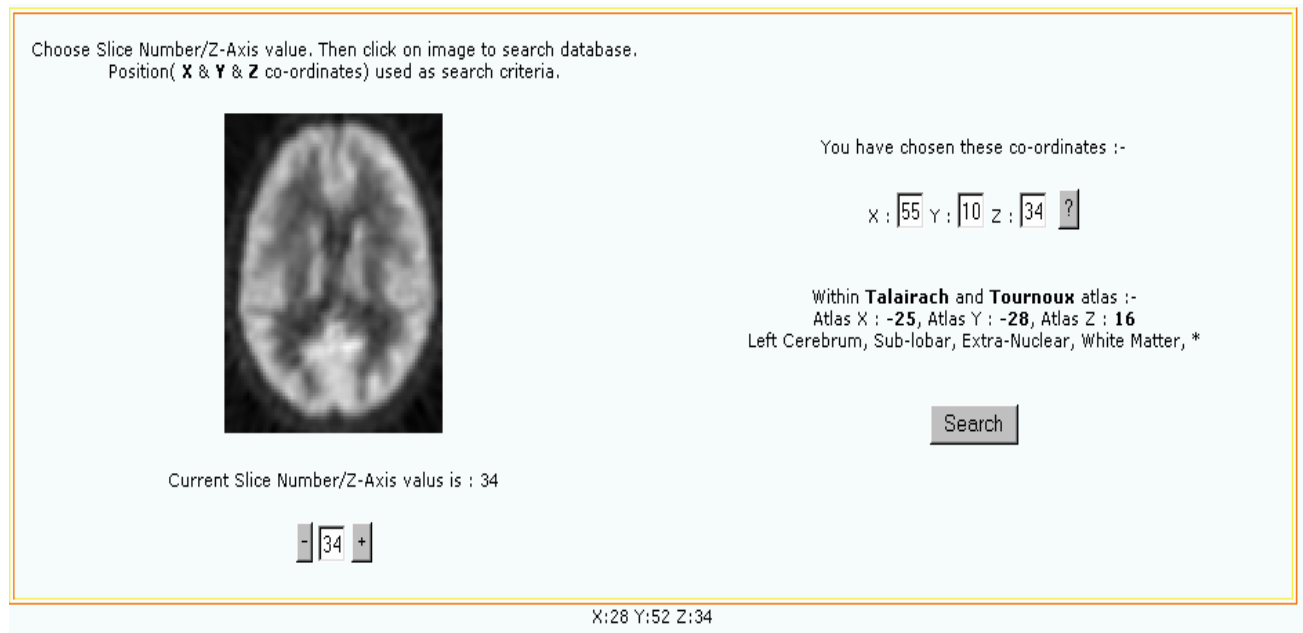 Choose Slice Number/Z-Axis value. Then click on image to search database.
Position( X & Y & Z co-ordinates) used as search criteria.
You have chosen these co-ordinates :-
X : 55 Y : 10 Z : 34 ?
Within Talairach and Tournoux atlas :-
Atlas X : -25, Atlas Y : -28, Atlas Z : 16
Left Cerebrum, Sub-lobar, Extra-Nuclear, White Matter, *
Search
Current Slice Number/Z-Axis valus is : 34
- 34 +
X:28 Y:52 Z:34